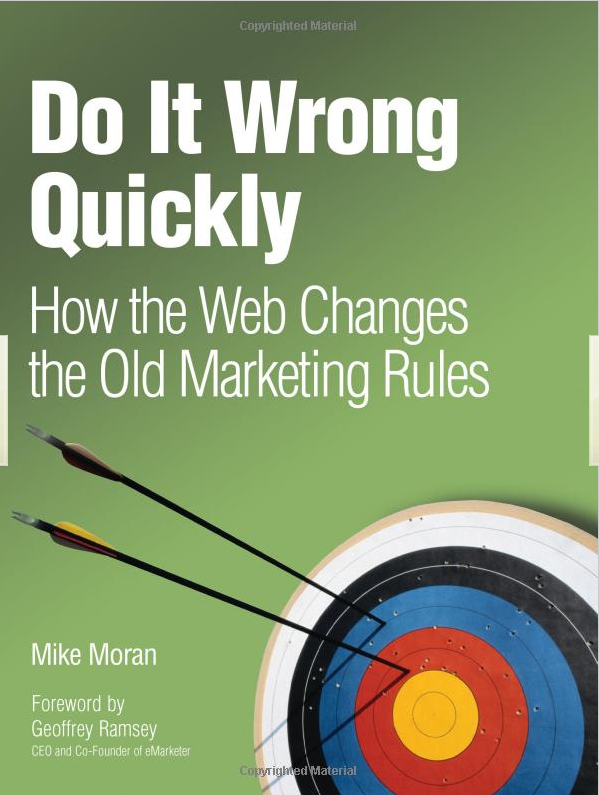 Copyrighted Material
Do It Wrong
Quickly
How the Web Changes
the Old Marketing Rules
Mike Moran
Foreword by
Geoffrey Ramsey
CEO and Co-Founder of eMarketer
Copyrighted Material